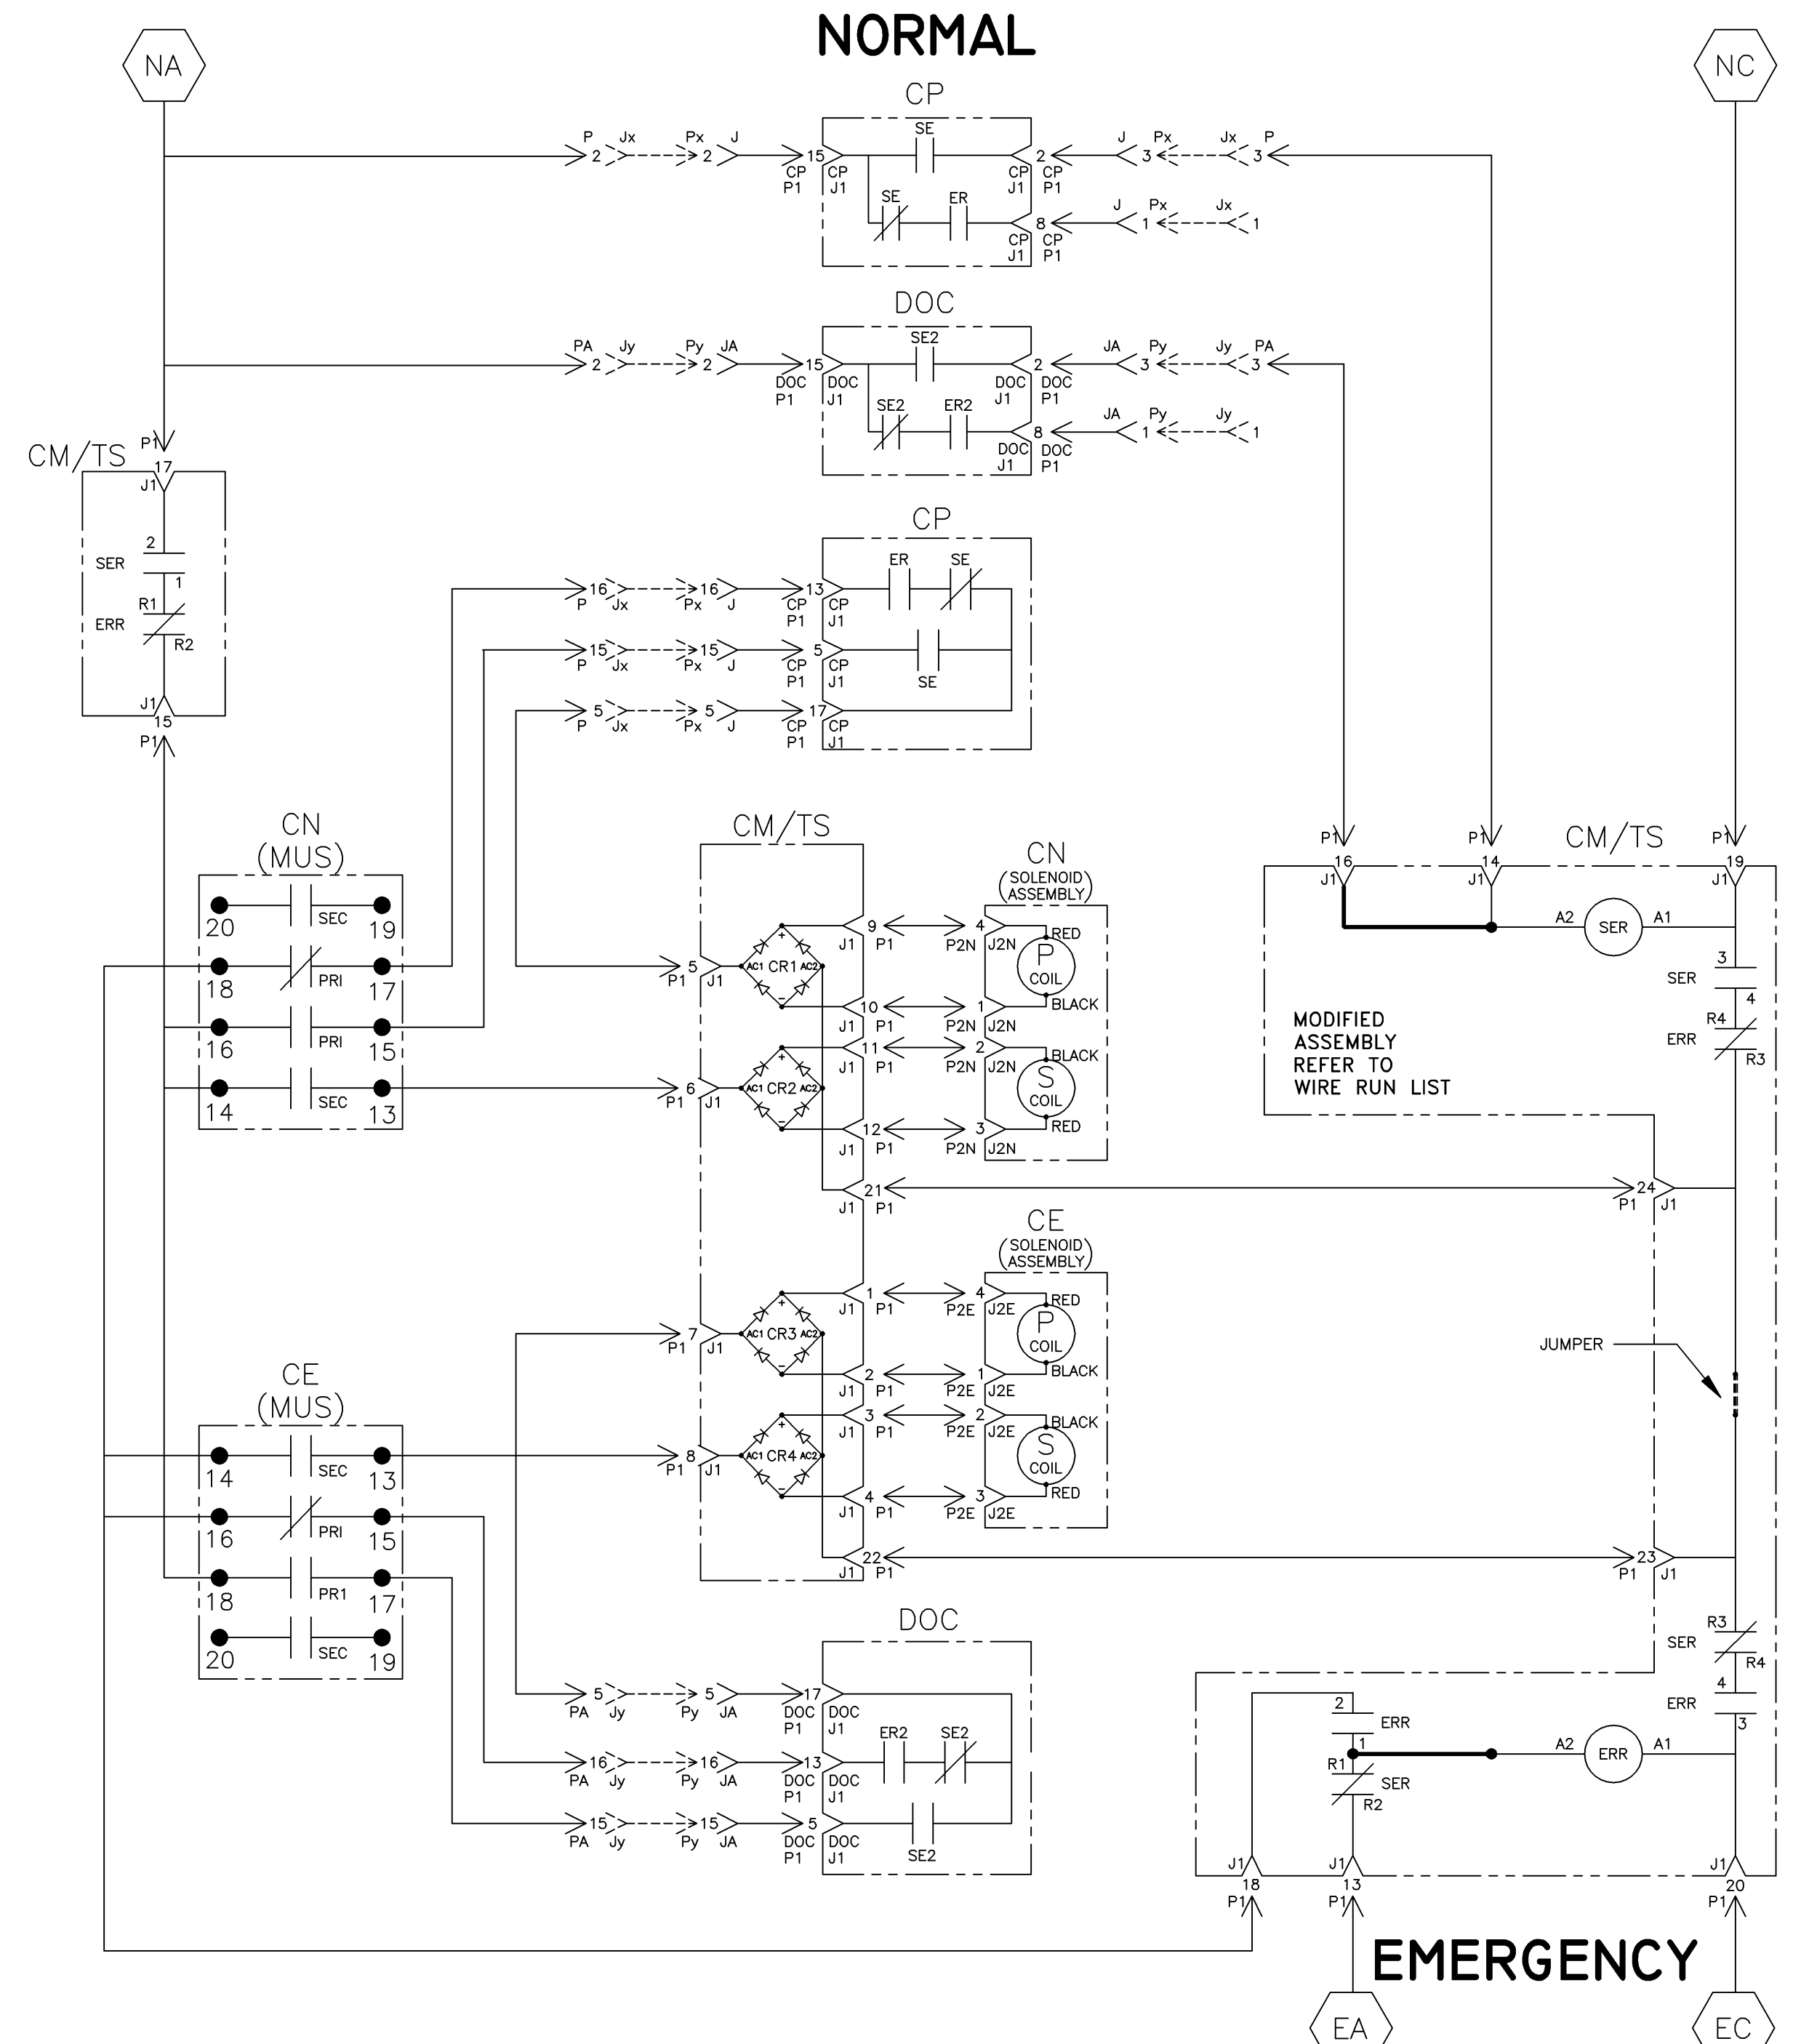 NORMAL
NA
NC
CP
SE
P Jx Px J
2 2 15 2 3 3
J Px Jx P
CP CP CP CP
P1 J1 J1 P1
SE ER
J Px Jx
8 1 1
CP CP
J1 P1
DOC
SE2
PA Jy Py JA
2 2 15 2 3 3
JA Py Jy PA
DOC DOC DOC DOC
P1 J1 J1 P1
SE2 ER2
JA Py Jy
8 1 1
DOC DOC
J1 P1
CM/TS
P1
17
J1
2
SER
1
R1
ERR
R2
J1
15
P1
CP
ER SE
16 16 13
P Jx Px J CP CP
P1 J1
15 15 5
P Jx Px J CP CP
P1 J1
SE
5 5 17
P Jx Px J CP CP
P1 J1
CN
(MUS)
20 SEC 19
18 PRI 17
16 PRI 15
14 SEC 13
CM/TS
CN
(SOLENOID
ASSEMBLY)
5
P1 J1
AC1 CR1 AC2
+
-
9 4 RED
J1 P1 P2N J2N
P
COIL
10 1 BLACK
J1 P1 P2N J2N
6
P1 J1
AC1 CR2 AC2
+
-
11 2 BLACK
J1 P1 P2N J2N
S
COIL
12 3 RED
J1 P1 P2N J2N
21
J1 P1
24
P1 J1
CM/TS
P1 P1 P1
16 14 19
J1 J1 J1
A2 SER A1
3
SER
4
R4
ERR
R3
MODIFIED
ASSEMBLY
REFER TO
WIRE RUN LIST
CE
(SOLENOID
ASSEMBLY)
7
P1 J1
AC1 CR3 AC2
+
-
1 4 RED
J1 P1 P2E J2E
P
COIL
2 1 BLACK
J1 P1 P2E J2E
8
P1 J1
AC1 CR4 AC2
+
-
3 2 BLACK
J1 P1 P2E J2E
S
COIL
4 3 RED
J1 P1 P2E J2E
22
J1 P1
23
P1 J1
JUMPER
CE
(MUS)
14 SEC 13
16 PRI 15
18 PR1 17
20 SEC 19
DOC
5 5 17
PA Jy Py JA DOC DOC
P1 J1
ER2 SE2
16 16 13
PA Jy Py JA DOC DOC
P1 J1
15 15 5
PA Jy Py JA DOC DOC
P1 J1
SE2
R3
SER
R4
4
ERR
3
2
ERR
1
A2 ERR A1
R1
SER
R2
J1 J1 J1
18 13 20
P1 P1 P1
EMERGENCY
EA
EC